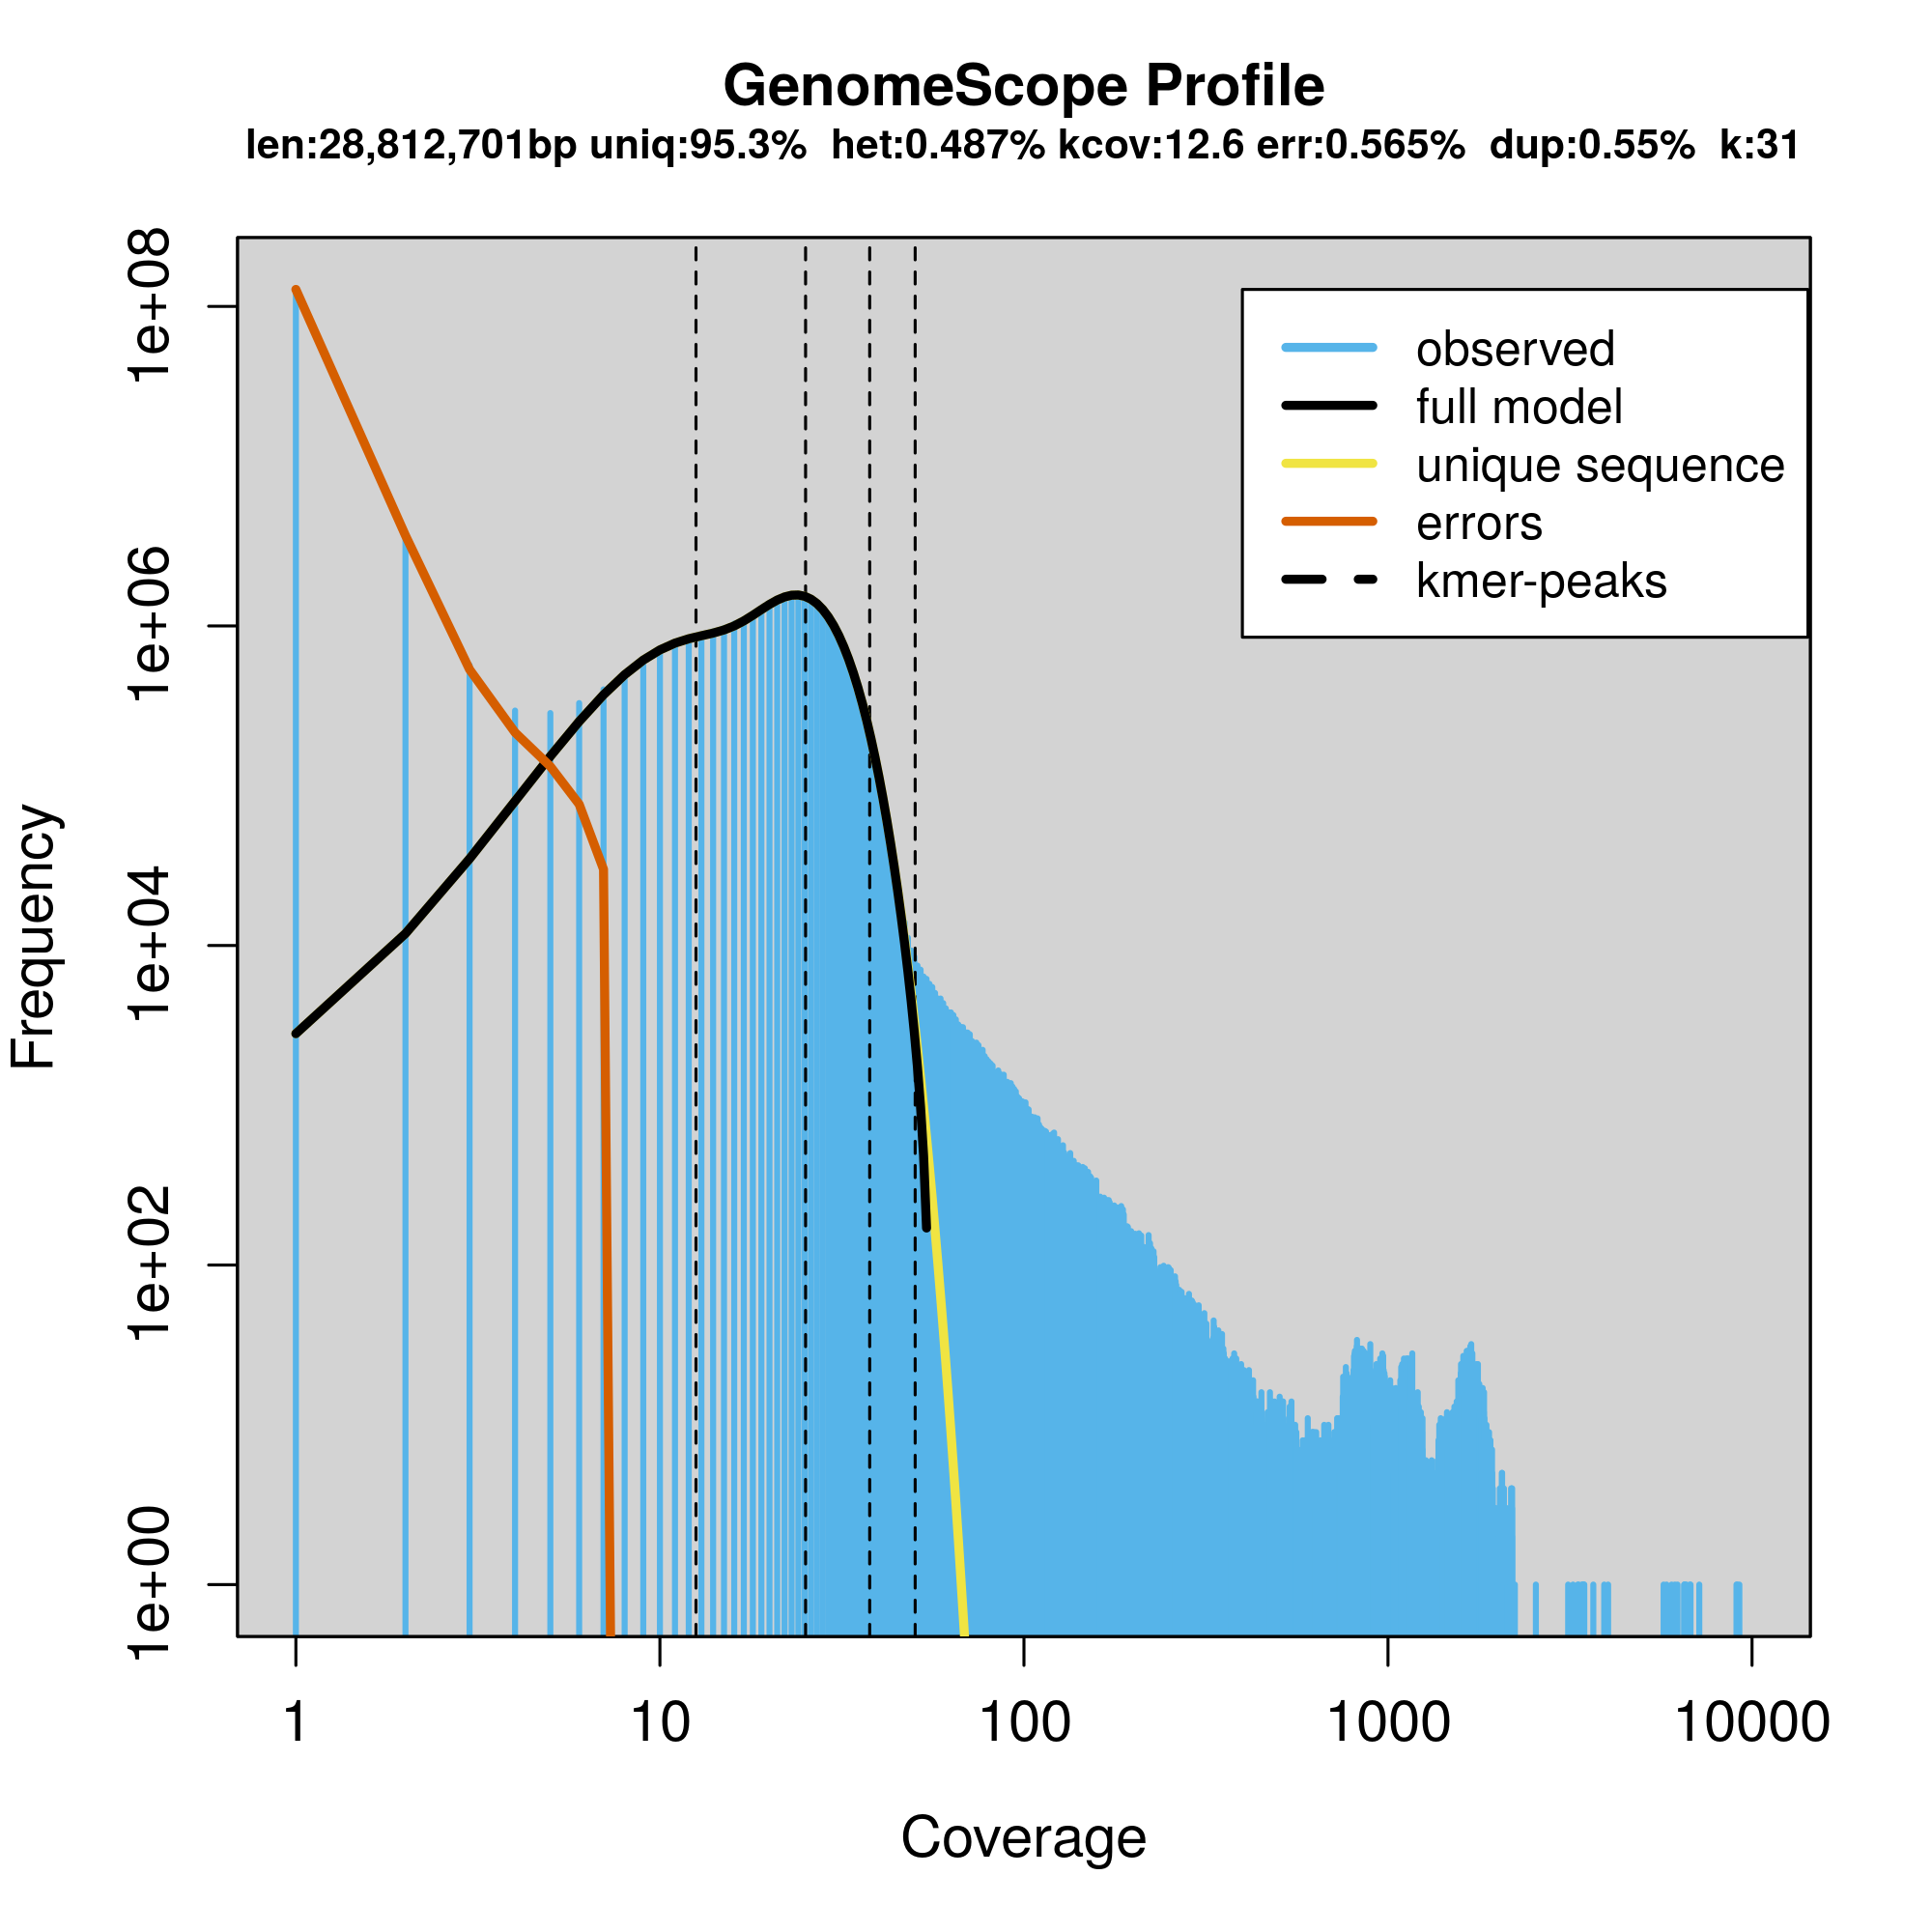 GenomeScope Profile
len:28,812,701bp uniq:95.3% het:0.487% kcov:12.6 err:0.565% dup:0.55% k:31
1e+08
1e+06
1e+04
1e+02
1e+00
Frequency
observed
full model
unique sequence
errors
kmer-peaks
1 10 100 1000 10000
Coverage